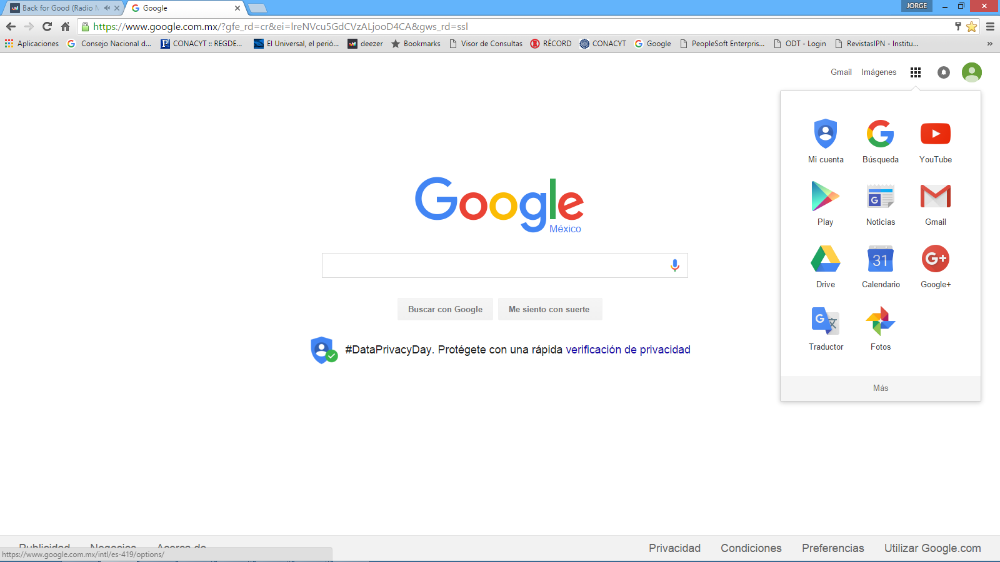 Back for Good (Radio M
Google
JORGE
https://www.google.com.mx/?gfe_rd=cr&ei=lreNVcu5GdCVzALjooD4CA&gws_rd=ssl
Aplicaciones Consejo Nacional d... CONACYT :: REGDE... El Universal, el perió... deezer Bookmarks Visor de Consultas RÉCORD CONACYT Google PeopleSoft Enterpris... ODT - Login RevistasIPN - Institu... »
Gmail Imágenes
Mi cuenta Búsqueda YouTube
Play Noticias Gmail
31
Drive Calendario Google+
Traductor Fotos
Más
Google
México
Buscar con Google Me siento con suerte
#DataPrivacyDay. Protégete con una rápida verificación de privacidad
Publicidad Negocios Acerca de
Privacidad Condiciones Preferencias Utilizar Google.com
https://www.google.com.mx/intl/es-419/options/